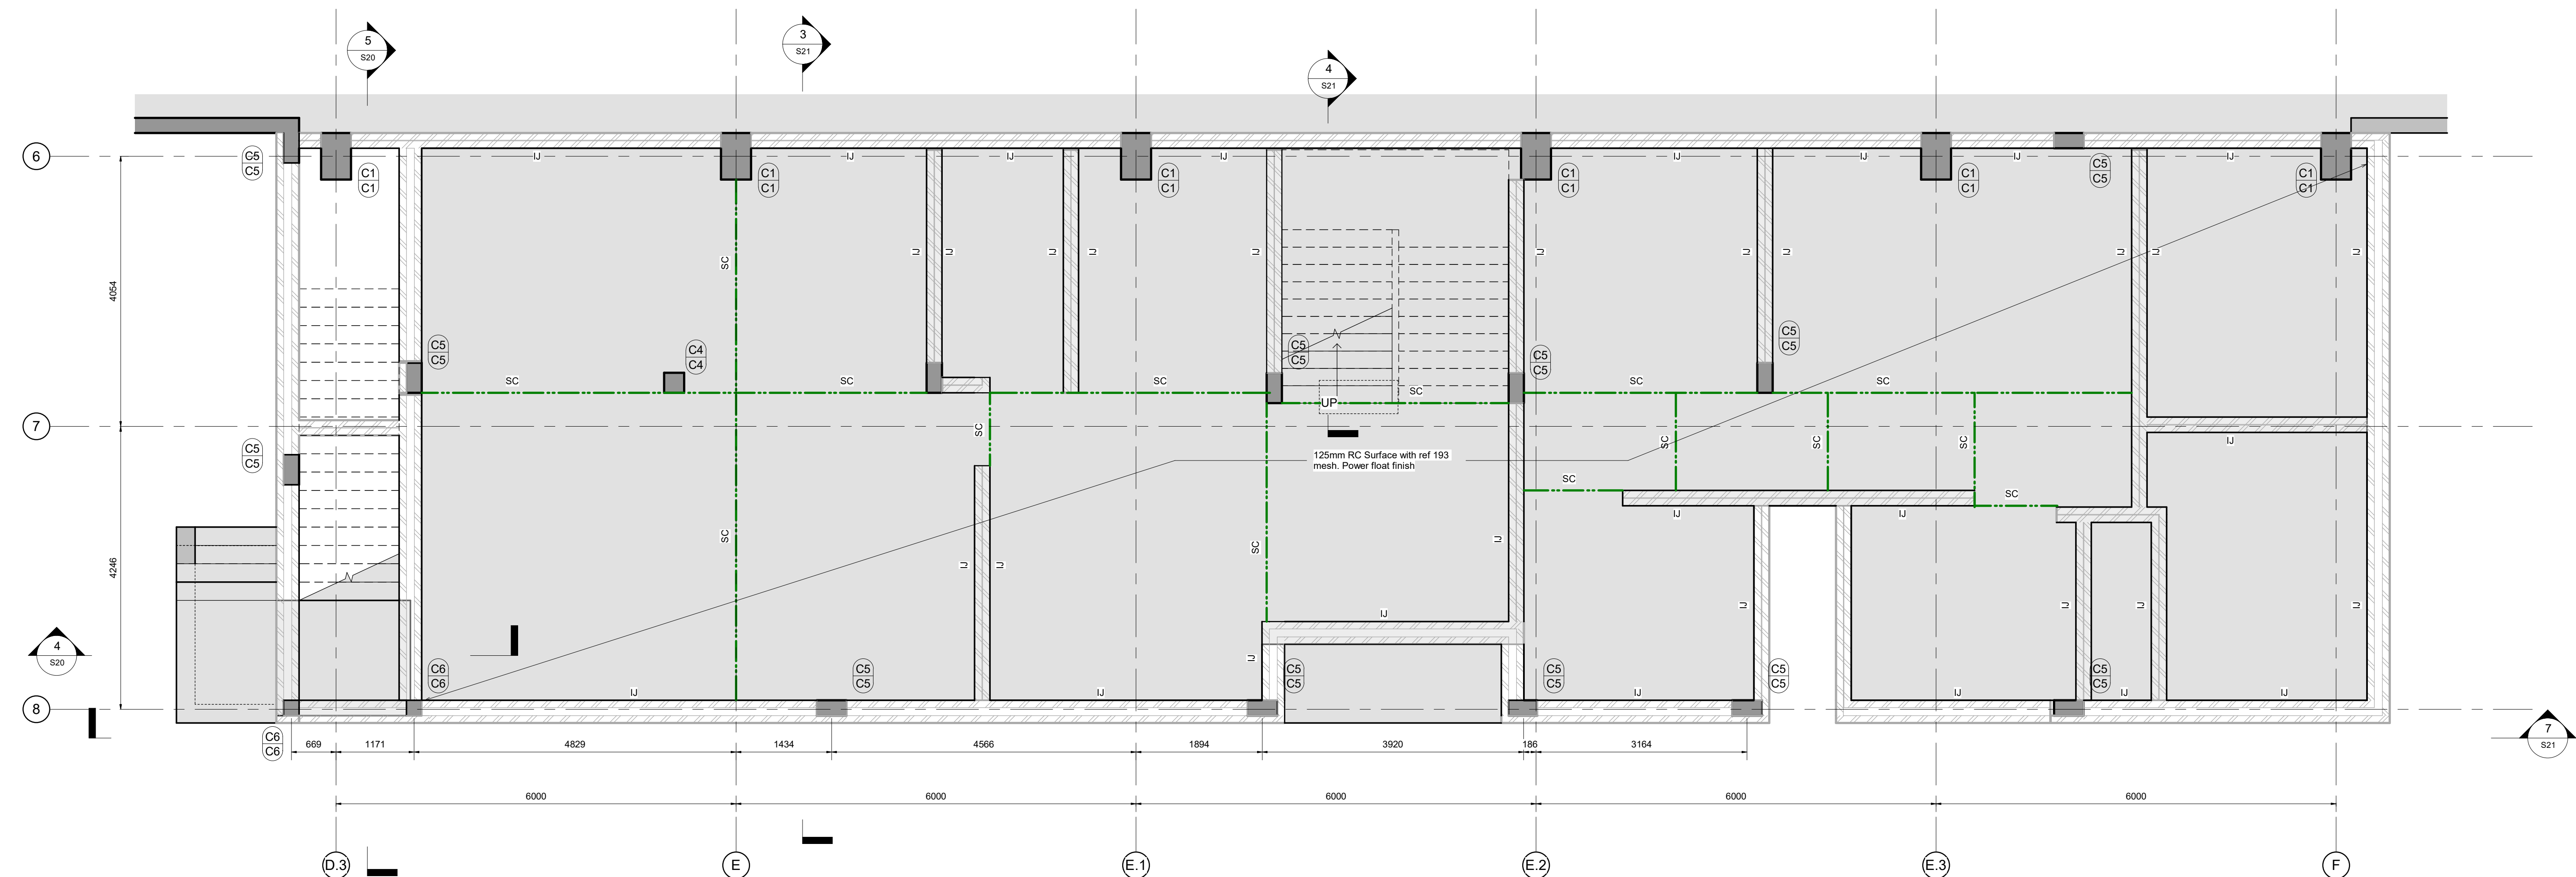 5
S20
3
S21
4
S21
6
C5
C5
C1
C1
C1
C1
C1
C1
C1
C1
C1
C1
C5
C5
C1
C1
IJ
IJ
IJ
IJ
IJ
IJ
IJ
IJ
SC
IJ
IJ
IJ
IJ
IJ
IJ
IJ
IJ
IJ
IJ
IJ
4054
C5
C5
C4
C4
C5
C5
C5
C5
C5
C5
SC
SC
SC
UP
SC
SC
SC
7
C5
C5
SC
SC
SC
SC
125mm RC Surface with ref 193
mesh. Power float finish
SC
SC
IJ
IJ
IJ
SC
SC
IJ
4246
IJ
IJ
IJ
IJ
IJ
IJ
IJ
4
S20
C6
C6
C5
C5
IJ
C5
C5
C5
C5
C5
C5
C5
C5
IJ
IJ
IJ
IJ
IJ
IJ
8
C6
C6
669
1171
4829
1434
4566
1894
3920
186
3164
7
S21
6000
6000
6000
6000
6000
D.3
E
E.1
E.2
E.3
F